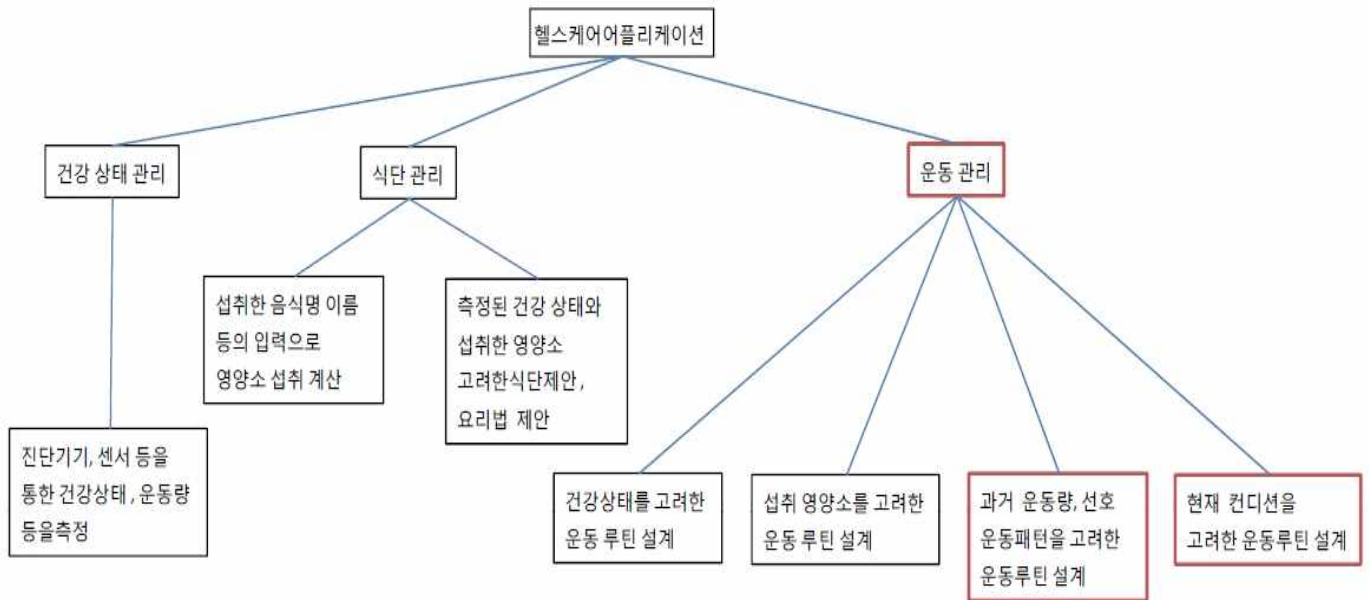 헬스케어어플리케이션
건강 상태 관리
식단 관리
운동 관리
섭취한 음식명 이름
등의 입력으로
영양소 섭취 계산
측정된 건강 상태와
섭취한 영양소
고려한식단제안 ,
요리법 제안
진단기기, 센서 등을
통한 건강상태 , 운동량
등을측정
건강상태를 고려한
운동 루틴 설계
섭취 영양소를 고려한
운동 루틴 설계
과거 운동량, 선호
운동패턴을 고려한
운동루틴 설계
현재 컨디션을
고려한 운동루틴 설계